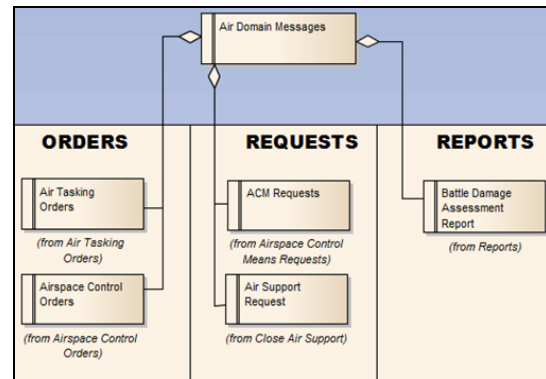 Air Domain Messages
ORDERS
REQUESTS
REPORTS
Air Tasking
Orders
(from Air Tasking
Orders)
Airspace Control
Orders
(from Airspace Control
Orders)
ACM Requests
(from Airspace Control
Means Requests)
Air Support
Request
(from Close Air Support)
Battle Damage
Assessment
Report
(from Reports)